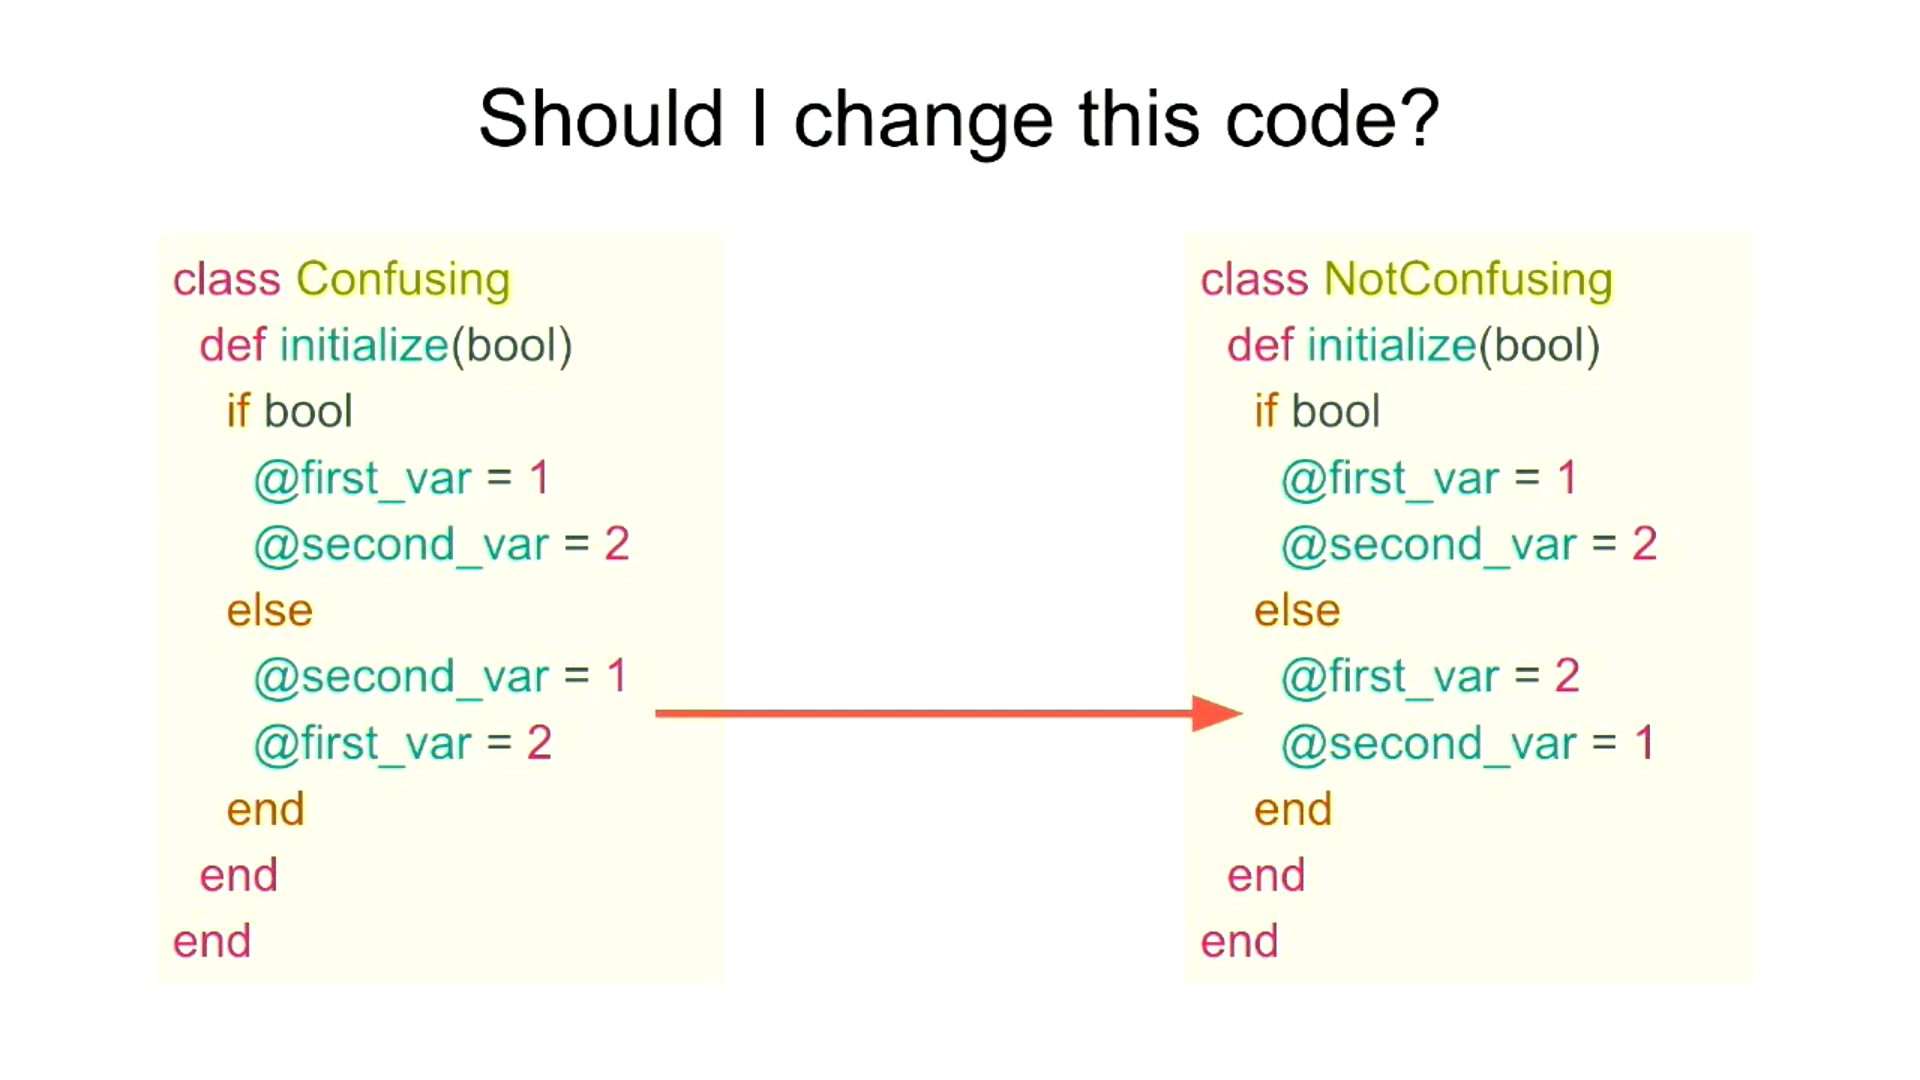 Should I change this code?
class Confusing
def initialize(bool)
if bool
@first_var = 1
@second_var = 2
else
@second_var = 1
@first_var = 2
end
end
end
class NotConfusing
def initialize(bool)
if bool
@first_var = 1
@second_var = 2
else
@first_var = 2
@second_var = 1
end
end
end